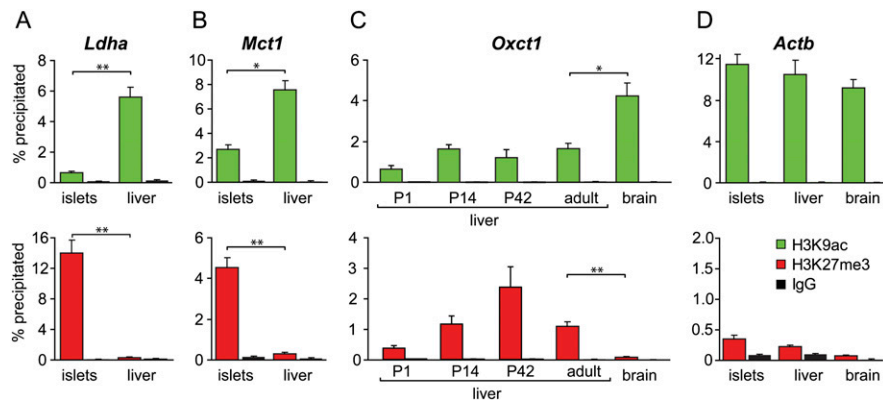 A B C D
Ldha Mct1 Oxct1 Actb
% precipitated
8
6
4
2
0
**
islets liver
10
8
6
4
2
0
*
islets liver
6
4
2
0
*
P1 P14 P42 adult brain
liver
12
8
4
0
islets liver brain
% precipitated
16
12
8
4
0
**
islets liver
6
4
2
0
**
islets liver
4
3
2
1
0
**
P1 P14 P42 adult brain
liver
2.0
1.5
1.0
0.5
0
H3K9ac
H3K27me3
IgG
islets liver brain